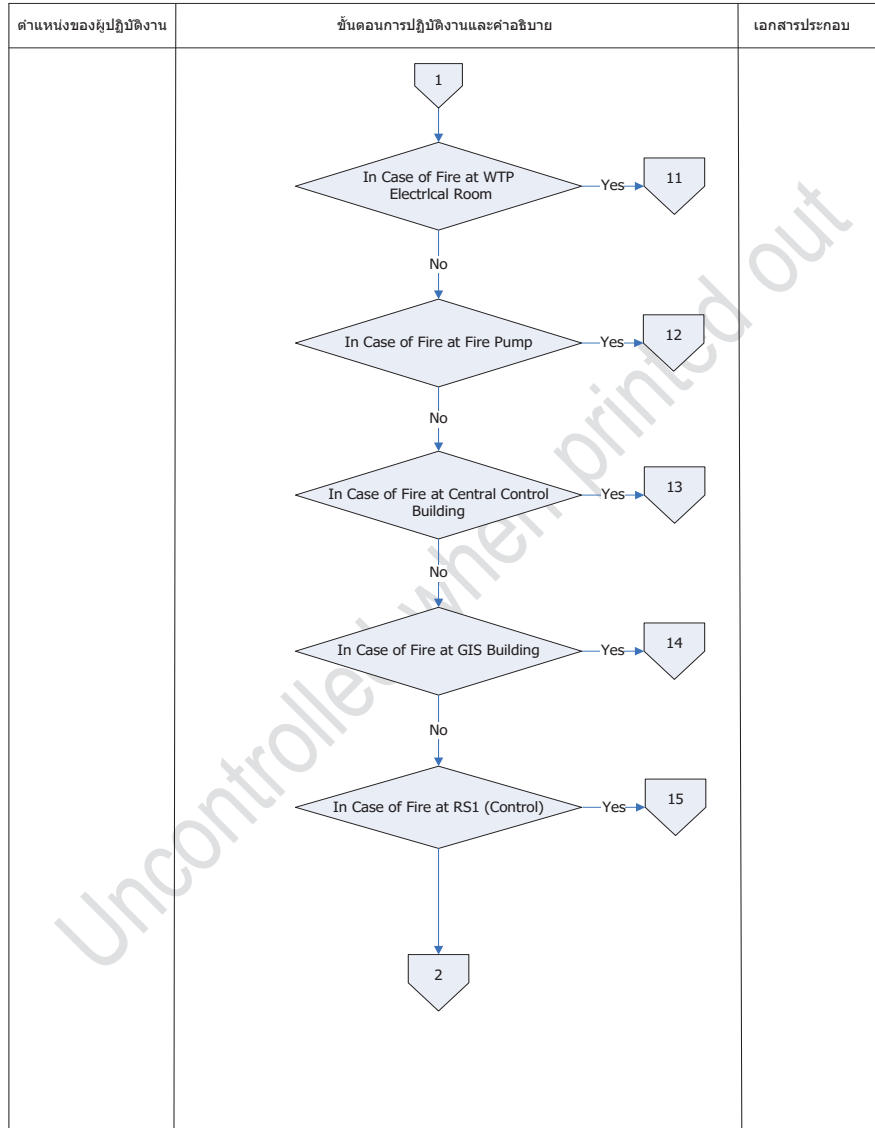 ตำแหน่งของผู้ปฏิบัติงาน
ขั้นตอนการปฏิบัติงานและคำอธิบาย
เอกสารประกอบ
1
In Case of Fire at WTP
Electrlcal Room
Yes
11
No
In Case of Fire at Fire Pump
Yes
12
No
In Case of Fire at Central Control
Building
Yes
13
No
In Case of Fire at GIS Building
Yes
14
No
In Case of Fire at RS1 (Control)
Yes
15
2
Uncontrolled when printed out